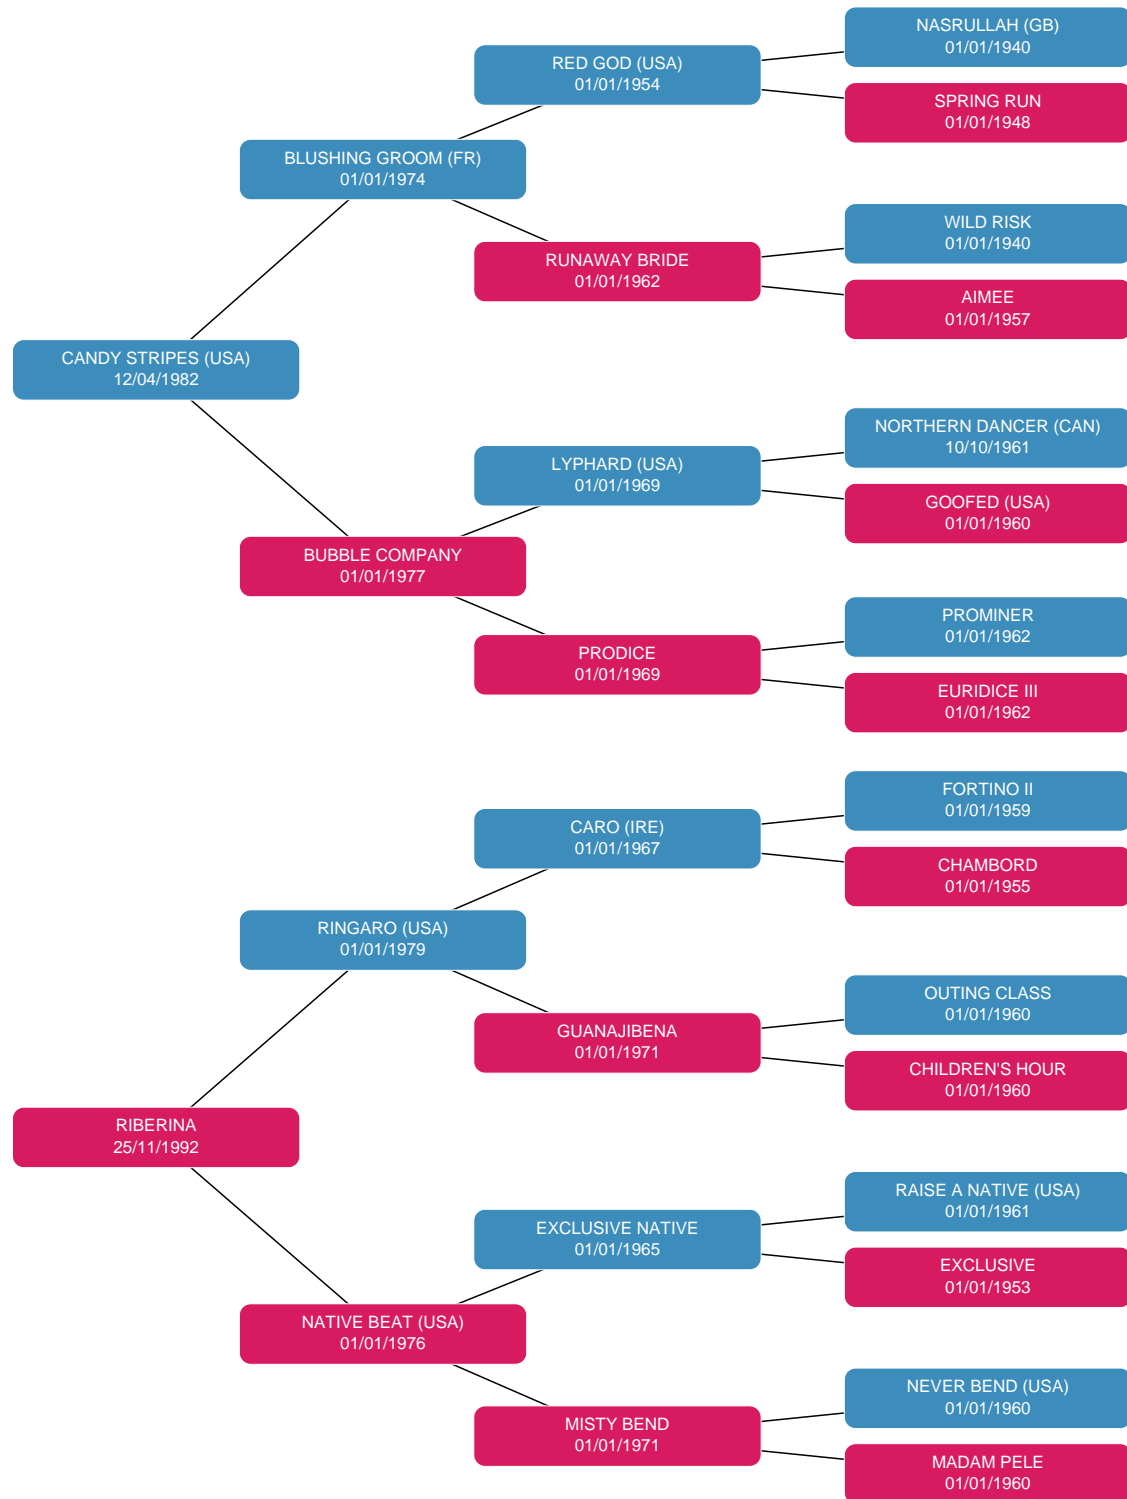 NASRULLAH (GB)
01/01/1940
RED GOD (USA)
01/01/1954
SPRING RUN
01/01/1948
BLUSHING GROOM (FR)
01/01/1974
WILD RISK
01/01/1940
RUNAWAY BRIDE
01/01/1962
AIMEE
01/01/1957
CANDY STRIPES (USA)
12/04/1982
NORTHERN DANCER (CAN)
10/10/1961
LYPHARD (USA)
01/01/1969
GOOFED (USA)
01/01/1960
BUBBLE COMPANY
01/01/1977
PROMINER
01/01/1962
PRODICE
01/01/1969
EURIDICE III
01/01/1962
FORTINO II
01/01/1959
CARO (IRE)
01/01/1967
CHAMBORD
01/01/1955
RINGARO (USA)
01/01/1979
OUTING CLASS
01/01/1960
GUANAJIBENA
01/01/1971
CHILDREN'S HOUR
01/01/1960
RIBERINA
25/11/1992
RAISE A NATIVE (USA)
01/01/1961
EXCLUSIVE NATIVE
01/01/1965
EXCLUSIVE
01/01/1953
NATIVE BEAT (USA)
01/01/1976
NEVER BEND (USA)
01/01/1960
MISTY BEND
01/01/1971
MADAM PELE
01/01/1960